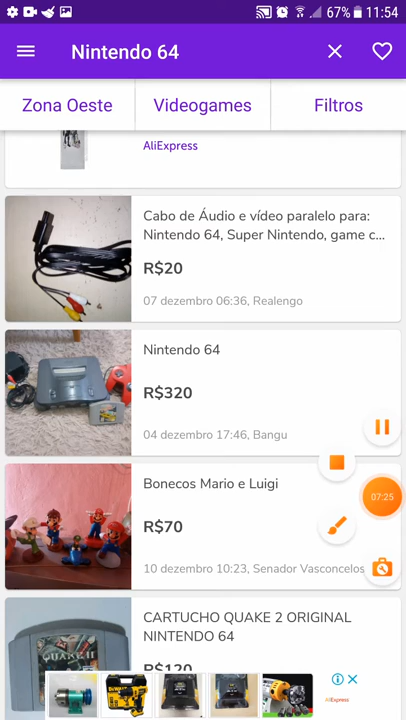 67% 11:54
Nintendo 64
Zona Oeste
Videogames
Filtros
AliExpress
Cabo de Áudio e vídeo paralelo para:
Nintendo 64, Super Nintendo, game c...
R$20
07 dezembro 06:36, Realengo
Nintendo 64
R$320
04 dezembro 17:46, Bangu
07:25
Bonecos Mario e Luigi
R$70
10 dezembro 10:23, Senador Vasconcelos
CARTUCHO QUAKE 2 ORIGINAL
NINTENDO 64
R$120
QUAKE II
DEWALT
AliExpress